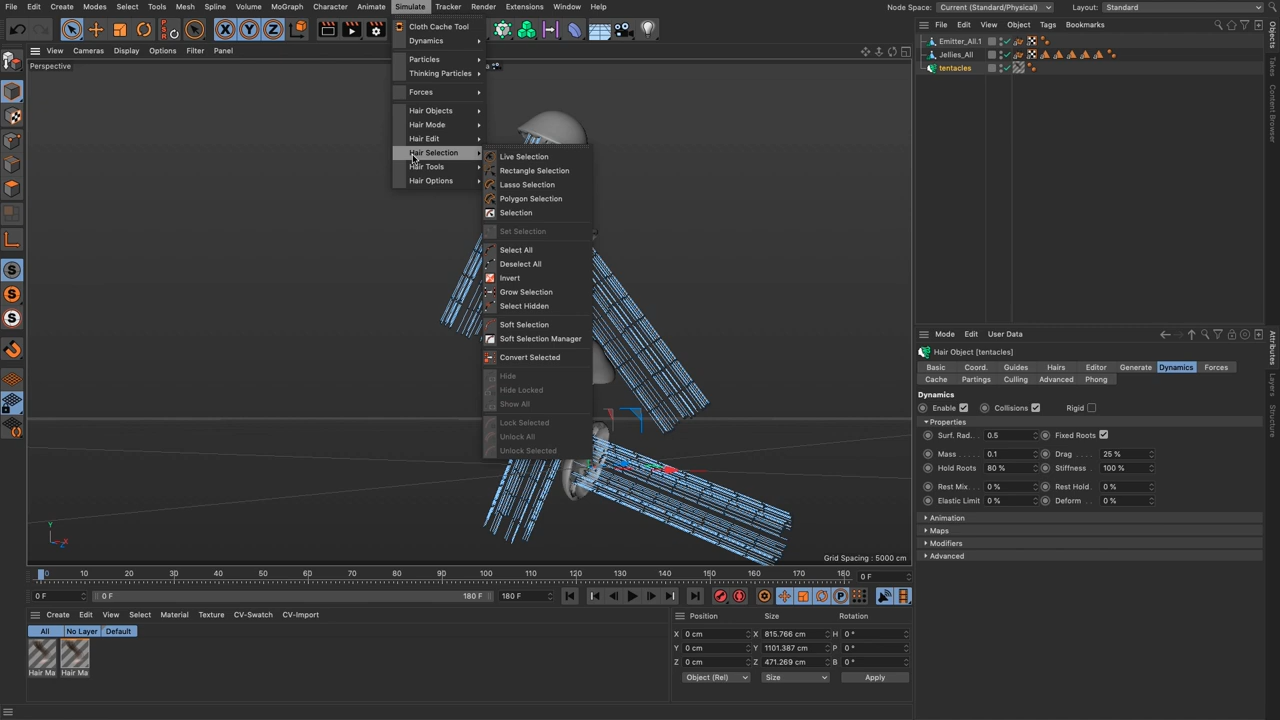 File Edit Create Modes Select Tools Mesh Spline Volume MoGraph Character Animate Simulate Tracker Render Extensions Window Help Node Space: Current (Standard/Physical) Layout: Standard
File Edit View Object Tags Bookmarks
View Cameras Display Options Filter Panel
Perspective
Cloth Cache Tool
Dynamics
Particles
Thinking Particles
Forces
Hair Objects
Hair Mode
Hair Edit
Hair Selection
Hair Tools
Hair Options
Live Selection
Rectangle Selection
Lasso Selection
Polygon Selection
Selection
Set Selection
Select All
Deselect All
Invert
Grow Selection
Select Hidden
Soft Selection
Soft Selection Manager
Convert Selected
Hide
Hide Locked
Show All
Lock Selected
Unlock All
Unlock Selected
Emitter_All.1
Jellies_All
tentacles
Objects
Takes
Content Browser
Mode Edit User Data
Hair Object [tentacles]
Basic Coord. Guides Hairs Editor Generate Dynamics Forces
Cache Partings Culling Advanced Phong
Dynamics
Enable Collisions Rigid
Properties
Surf. Rad. 0.5 Fixed Roots
Mass 0.1 Drag 25 %
Hold Roots 80 % Stiffness 100 %
Rest Mix 0 % Rest Hold 0 %
Elastic Limit 0 % Deform 0 %
Animation
Maps
Modifiers
Advanced
Attributes
Layers
Structure
Y
X
Z
Grid Spacing : 5000 cm
0 10 20 30 40 50 60 70 80 90 100 110 120 130 140 150 160 170 180 0 F
0 F 0 F 180 F 180 F
Create Edit View Select Material Texture CV-Swatch CV-Import
All No Layer Default
Hair Ma Hair Ma
Position Size Rotation
X 0 cm X 815.766 cm H 0 °
Y 0 cm Y 1101.387 cm P 0 °
Z 0 cm Z 471.269 cm B 0 °
Object (Rel) Size Apply